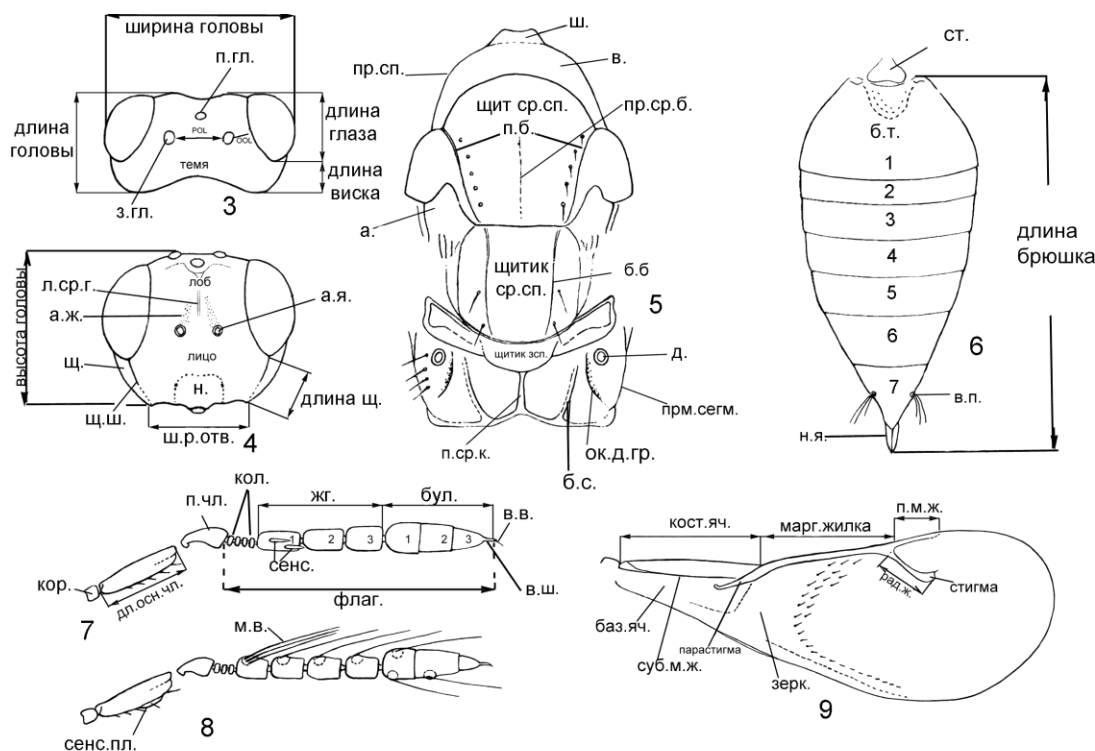 ширина головы
п.гл.
длина
головы
POL
OOL
темя
длина
глаза
длина
виска
з.гл.
3
высота головы
лоб
л.ср.г.
а.ж.
а.я.
лицо
щ.
н.
щ.ш.
длина щ.
ш.р.отв.
4
ш.
в.
пр.сп.
щит ср.сп.
п.б.
пр.ср.б.
а.
щитик
ср.сп.
б.б
5
щитик зсп.
д.
прм.сегм.
п.ср.к.
ок.д.гр.
б.с.
ст.
б.т.
1
2
3
4
5
6
7
длина
брюшка
6
в.п.
н.я.
п.чл.
кол.
жг.
бул.
в.в.
1
2
3
1
2
3
сенс.
в.ш.
кор.
дл.осн.чл.
флаг.
7
м.в.
8
сенс.пл.
кост.яч.
марг.жилка
п.м.ж.
рад.ж.
стигма
баз.яч.
парастигма
суб.м.ж.
зерк.
9